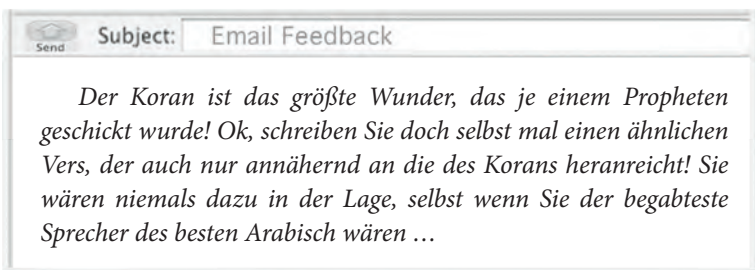 Send Subject: Email Feedback
Der Koran ist das größte Wunder, das je einem Propheten
geschickt wurde! Ok, schreiben Sie doch selbst mal einen ähnlichen
Vers, der auch nur annähernd an die des Korans heranreicht! Sie
wären niemals dazu in der Lage, selbst wenn Sie der begabteste
Sprecher des besten Arabisch wären …